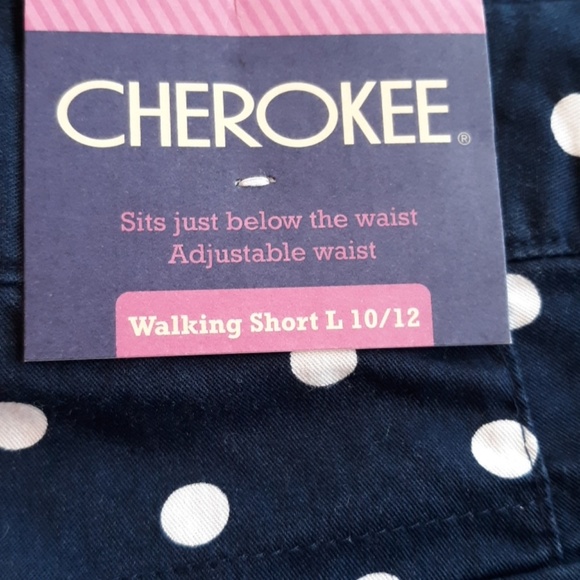 CHEROKEE®
Sits just below the waist
Adjustable waist
Walking Short L 10/12